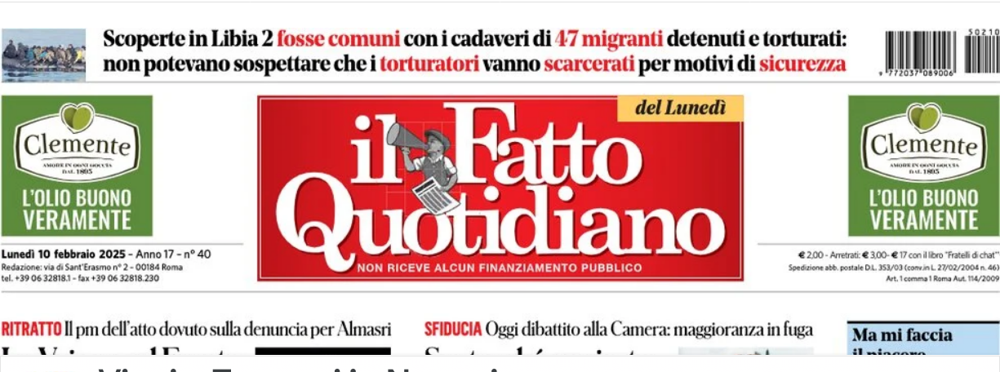 Scoperte in Libia 2 fosse comuni con i cadaveri di 47 migranti detenuti e torturati:
non potevano sospettare che i torturatori vanno scarcerati per motivi di sicurezza
50210
9 772037 089006
Clemente
AMORE IN OGNI GOCCIA
DAL 1895
L'OLIO BUONO
VERAMENTE
del Lunedì
il Fatto
Quotidiano
NON RICEVE ALCUN FINANZIAMENTO PUBBLICO
Clemente
AMORE IN OGNI GOCCIA
DAL 1895
L'OLIO BUONO
VERAMENTE
Lunedì 10 febbraio 2025 – Anno 17 – n° 40
Redazione: via di Sant'Erasmo n° 2 – 00184 Roma
tel. +39 06 32818.1 – fax +39 06 32818.230
€ 2,00 – Arretrati: € 3,00 – € 17 con il libro "Fratelli di chat"
Spedizione abb. postale D.L. 353/03 (conv.in L. 27/02/2004 n. 46)
Art. 1 comma 1 Roma Aut. 114/2009
RITRATTO Il pm dell'atto dovuto sulla denuncia per Almasri
SFIDUCIA Oggi dibattito alla Camera: maggioranza in fuga
Ma mi faccia
il piacere